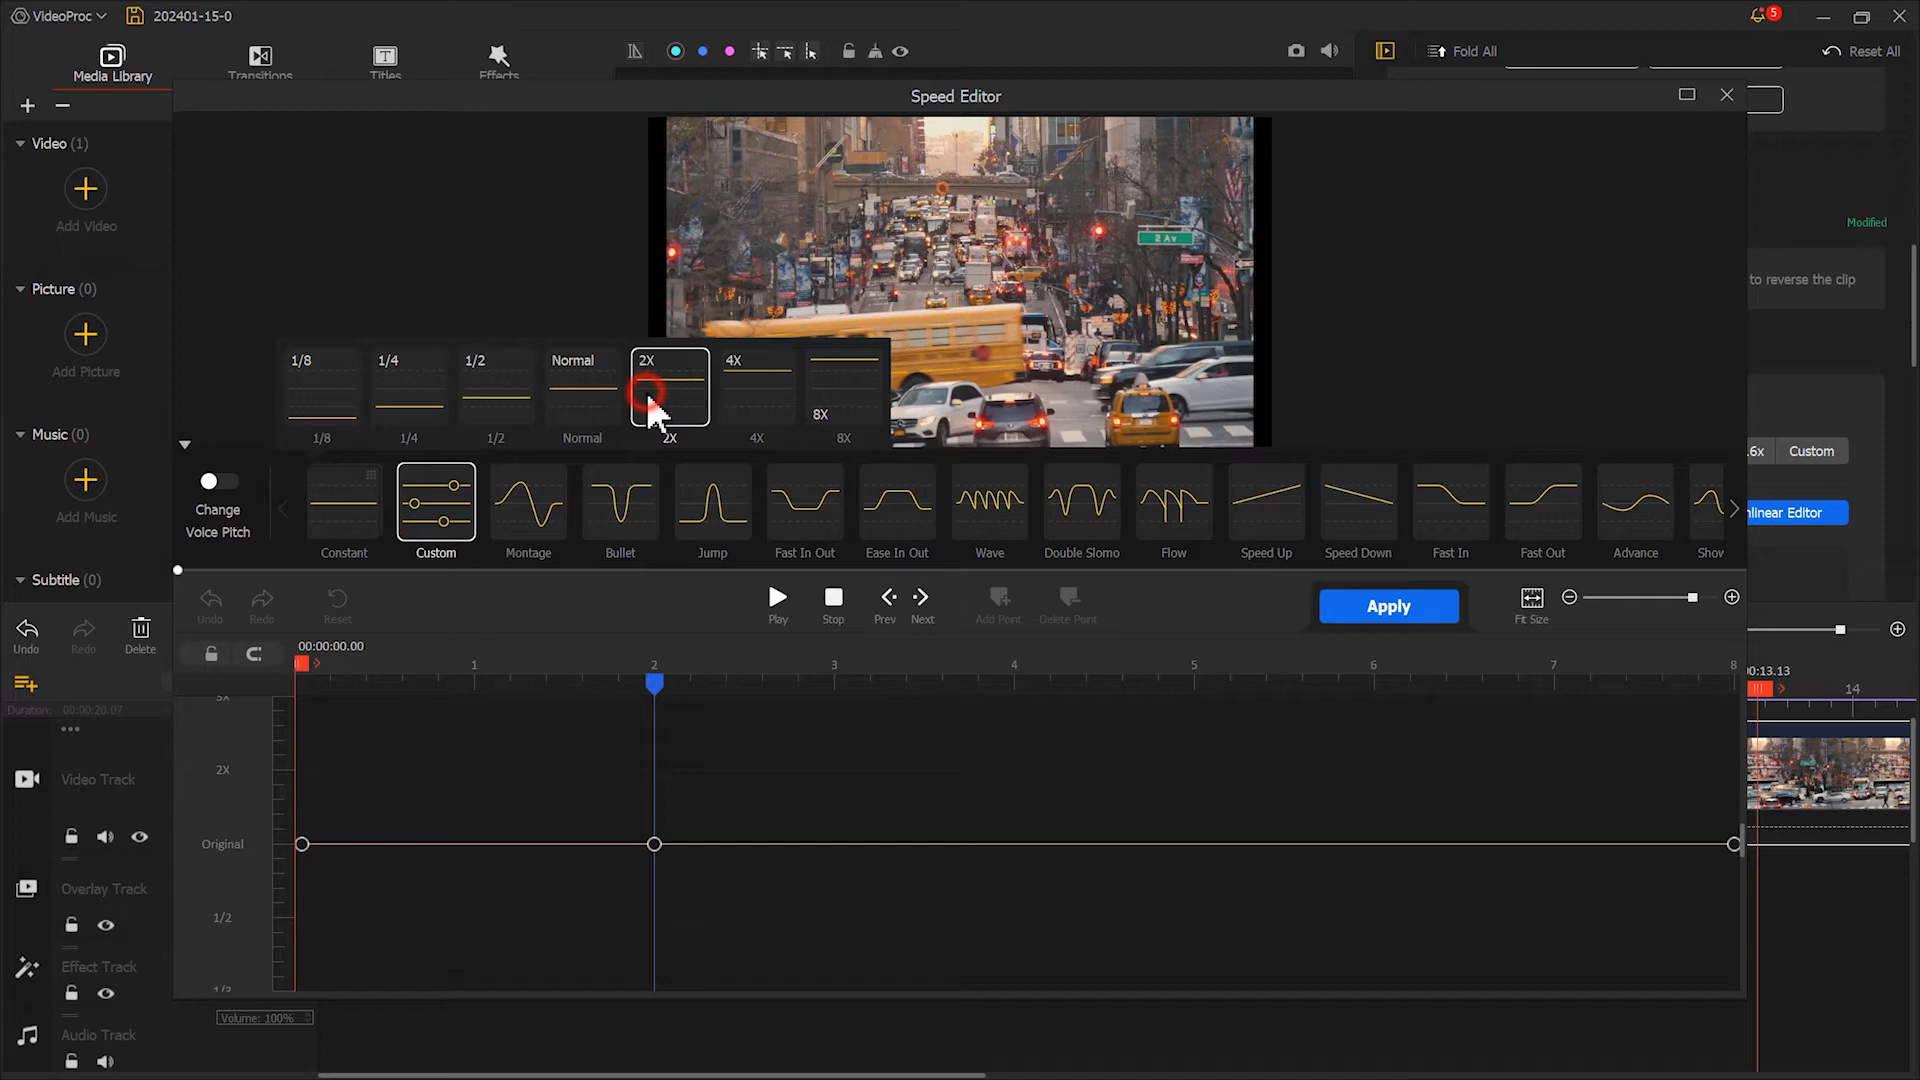 VideoProc 202401-15-0 5
Media Library Transitions Titles Effects Fold All Reset All
Speed Editor
Video (1)
Add Video
Picture (0)
Add Picture
Music (0)
Add Music
Subtitle (0)
2 Av
Modified
to reverse the clip
1/8 1/4 1/2 Normal 2X 4X 8X
1/8 1/4 1/2 Normal 2X 4X 8X
6x Custom
Change
Voice Pitch
nlinear Editor
Constant Custom Montage Bullet Jump Fast In Out Ease In Out Wave Double Slomo Flow Speed Up Speed Down Fast In Fast Out Advance Show
Undo Redo Reset Play Stop Prev Next Add Point Delete Point Apply Fit Size
Undo Redo Delete
00:00:00.00
1 2 3 4 5 6 7 8
0:13.13
14
Duration: 00:00:20.07
3X
2X
Original
1/2
1/3
Video Track
Overlay Track
Effect Track
Audio Track
Volume: 100%